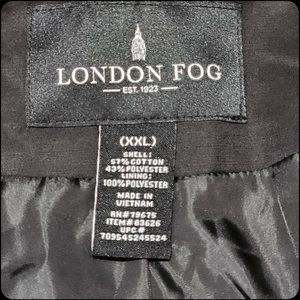 LONDON FOG
EST. 1923
(XXL)
SHELL:
57% COTTON
43% POLYESTER
LINING:
100% POLYESTER
MADE IN
VIETNAM
RN# 79675
ITEM# 83626
UPC#
709545245524